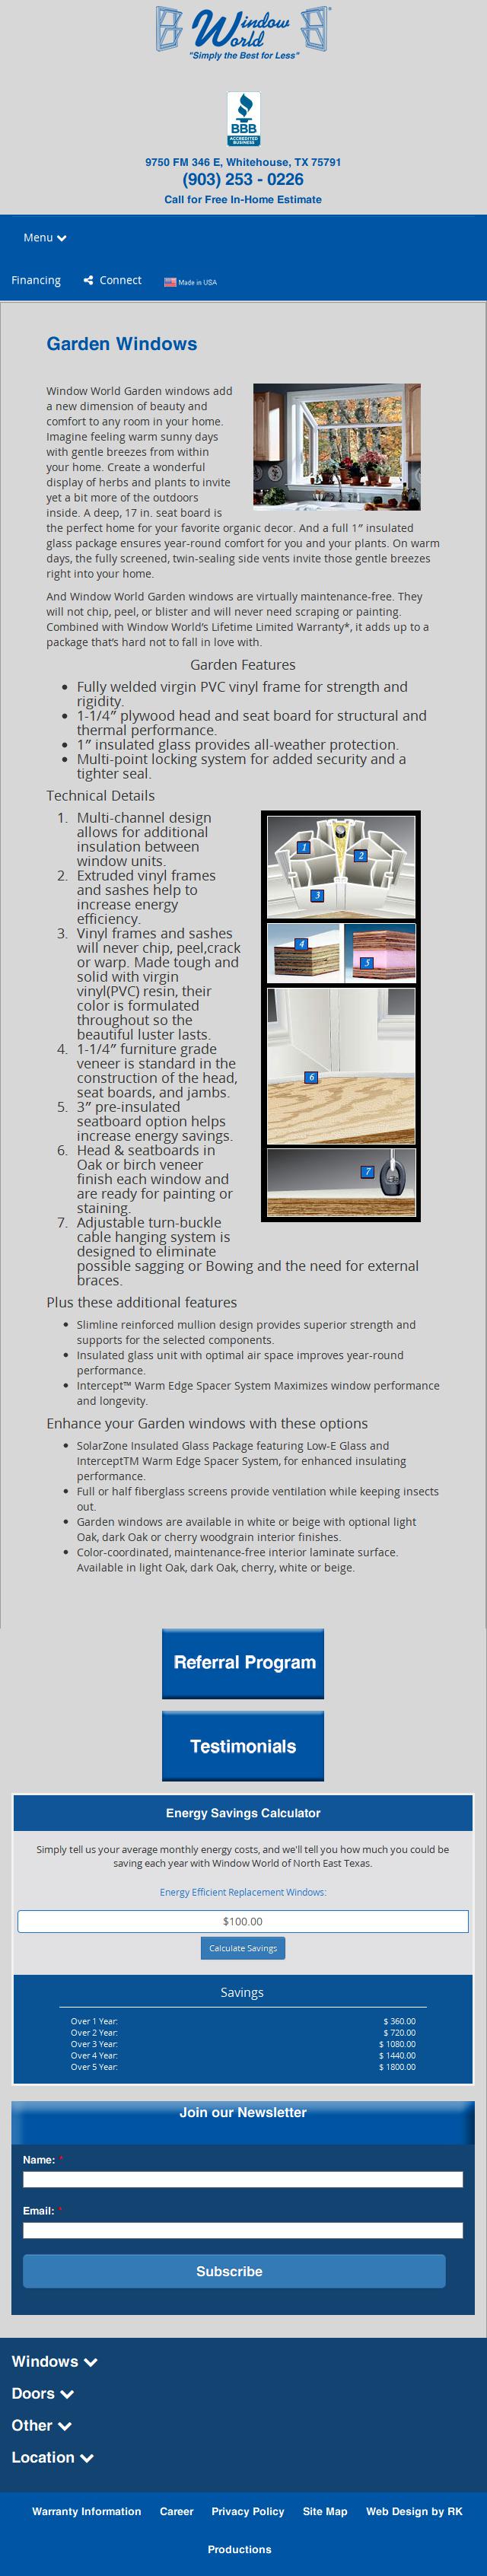 Window World®
"Simply the Best for Less"
BBB
ACCREDITED
BUSINESS
9750 FM 346 E, Whitehouse, TX 75791
(903) 253 - 0226
Call for Free In-Home Estimate
Menu
Financing Connect Made in USA
Garden Windows
Window World Garden windows add
a new dimension of beauty and
comfort to any room in your home.
Imagine feeling warm sunny days
with gentle breezes from within
your home. Create a wonderful
display of herbs and plants to invite
yet a bit more of the outdoors
inside. A deep, 17 in. seat board is
the perfect home for your favorite organic decor. And a full 1″ insulated
glass package ensures year-round comfort for you and your plants. On warm
days, the fully screened, twin-sealing side vents invite those gentle breezes
right into your home.
And Window World Garden windows are virtually maintenance-free. They
will not chip, peel, or blister and will never need scraping or painting.
Combined with Window World’s Lifetime Limited Warranty*, it adds up to a
package that’s hard not to fall in love with.
Garden Features
• Fully welded virgin PVC vinyl frame for strength and
rigidity.
• 1-1/4″ plywood head and seat board for structural and
thermal performance.
• 1″ insulated glass provides all-weather protection.
• Multi-point locking system for added security and a
tighter seal.
Technical Details
1. Multi-channel design
allows for additional
insulation between
window units.
2. Extruded vinyl frames
and sashes help to
increase energy
efficiency.
3. Vinyl frames and sashes
will never chip, peel,crack
or warp. Made tough and
solid with virgin
vinyl(PVC) resin, their
color is formulated
throughout so the
beautiful luster lasts.
4. 1-1/4″ furniture grade
veneer is standard in the
construction of the head,
seat boards, and jambs.
5. 3″ pre-insulated
seatboard option helps
increase energy savings.
6. Head & seatboards in
Oak or birch veneer
finish each window and
are ready for painting or
staining.
7. Adjustable turn-buckle
cable hanging system is
designed to eliminate
possible sagging or Bowing and the need for external
braces.
1
2
3
4
5
6
7
Plus these additional features
• Slimline reinforced mullion design provides superior strength and
supports for the selected components.
• Insulated glass unit with optimal air space improves year-round
performance.
• Intercept™ Warm Edge Spacer System Maximizes window performance
and longevity.
Enhance your Garden windows with these options
• SolarZone Insulated Glass Package featuring Low-E Glass and
InterceptTM Warm Edge Spacer System, for enhanced insulating
performance.
• Full or half fiberglass screens provide ventilation while keeping insects
out.
• Garden windows are available in white or beige with optional light
Oak, dark Oak or cherry woodgrain interior finishes.
• Color-coordinated, maintenance-free interior laminate surface.
Available in light Oak, dark Oak, cherry, white or beige.
Referral Program
Testimonials
Energy Savings Calculator
Simply tell us your average monthly energy costs, and we'll tell you how much you could be
saving each year with Window World of North East Texas.
Energy Efficient Replacement Windows:
$100.00
Calculate Savings
Savings
Over 1 Year: $ 360.00
Over 2 Year: $ 720.00
Over 3 Year: $ 1080.00
Over 4 Year: $ 1440.00
Over 5 Year: $ 1800.00
Join our Newsletter
Name: *
Email: *
Subscribe
Windows
Doors
Other
Location
Warranty Information Career Privacy Policy Site Map Web Design by RK
Productions